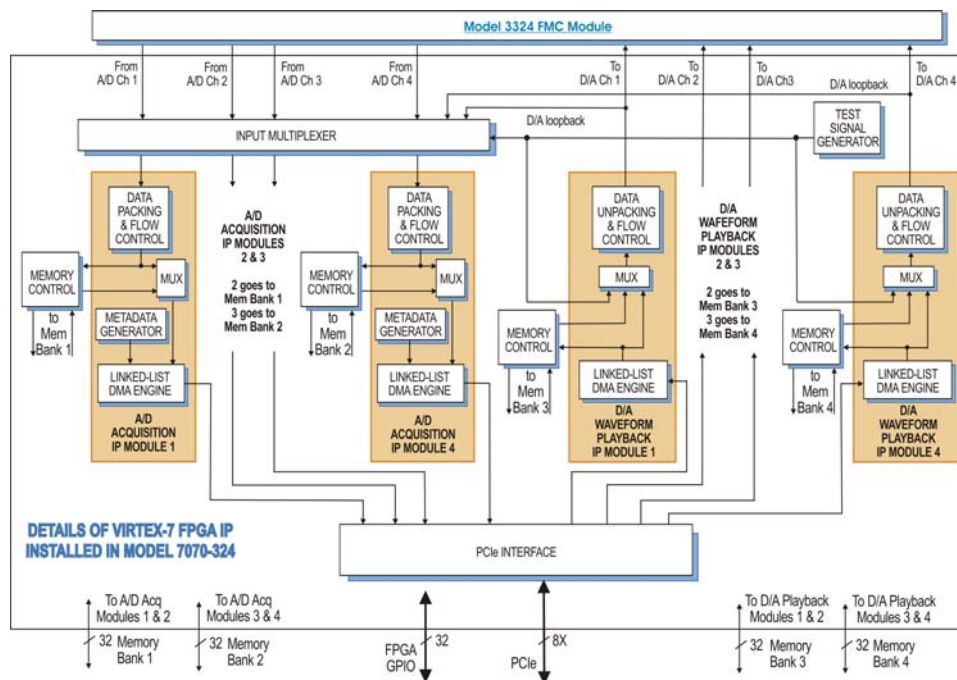 Model 3324 FMC Module
From
A/D Ch 1
From
A/D Ch 2
From
A/D Ch 3
From
A/D Ch 4
To
D/A Ch 1
To
D/A Ch 2
To
D/A Ch3
To
D/A Ch 4
D/A loopback
D/A loopback
INPUT MULTIPLEXER
TEST
SIGNAL
GENERATOR
DATA
PACKING
& FLOW
CONTROL
MEMORY
CONTROL
MUX
to
Mem
Bank 1
METADATA
GENERATOR
LINKED-LIST
DMA ENGINE
A/D
ACQUISITION
IP MODULE 1
A/D
ACQUISITION
IP MODULES
2 & 3
2 goes to
Mem Bank 1
3 goes to
Mem Bank 2
DATA
PACKING
& FLOW
CONTROL
MEMORY
CONTROL
MUX
to
Mem
Bank 2
METADATA
GENERATOR
LINKED-LIST
DMA ENGINE
A/D
ACQUISITION
IP MODULE 4
DATA
UNPACKING
& FLOW
CONTROL
MUX
MEMORY
CONTROL
to
Mem
Bank 3
LINKED-LIST
DMA ENGINE
D/A
WAVEFORM
PLAYBACK
IP MODULE 1
D/A
WAFEFORM
PLAYBACK
IP MODULES
2 & 3
2 goes to
Mem Bank 3
3 goes to
Mem Bank 4
DATA
UNPACKING
& FLOW
CONTROL
MUX
MEMORY
CONTROL
to
Mem
Bank 4
LINKED-LIST
DMA ENGINE
D/A
WAVEFORM
PLAYBACK
IP MODULE 4
DETAILS OF VIRTEX-7 FPGA IP
INSTALLED IN MODEL 7070-324
PCIe INTERFACE
To A/D Acq
Modules 1 & 2
32 Memory
Bank 1
To A/D Acq
Modules 3 & 4
32 Memory
Bank 2
32
FPGA
GPIO
8X
PCIe
To D/A Playback
Modules 1 & 2
32 Memory
Bank 3
To D/A Playback
Modules 3 & 4
32 Memory
Bank 4